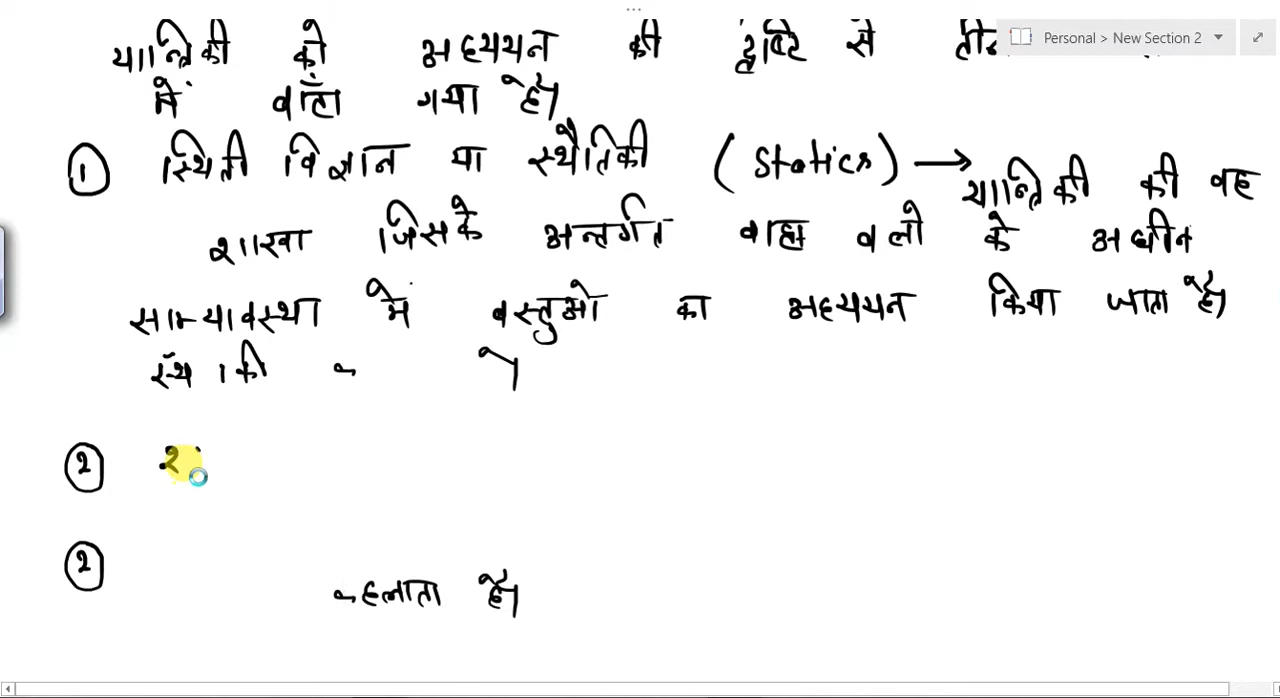 Personal > New Section 2
यान्त्रिकी को अध्ययन की दृष्टि से
में बाँटा गया है।
① स्थिती विज्ञान या स्थैतिकी (Statics) → यान्त्रिकी की वह
शाखा जिसके अन्तर्गत बाह्य बलो के अधीन
साम्यावस्था में वस्तुओ का अध्ययन किया जाता है।
②
②